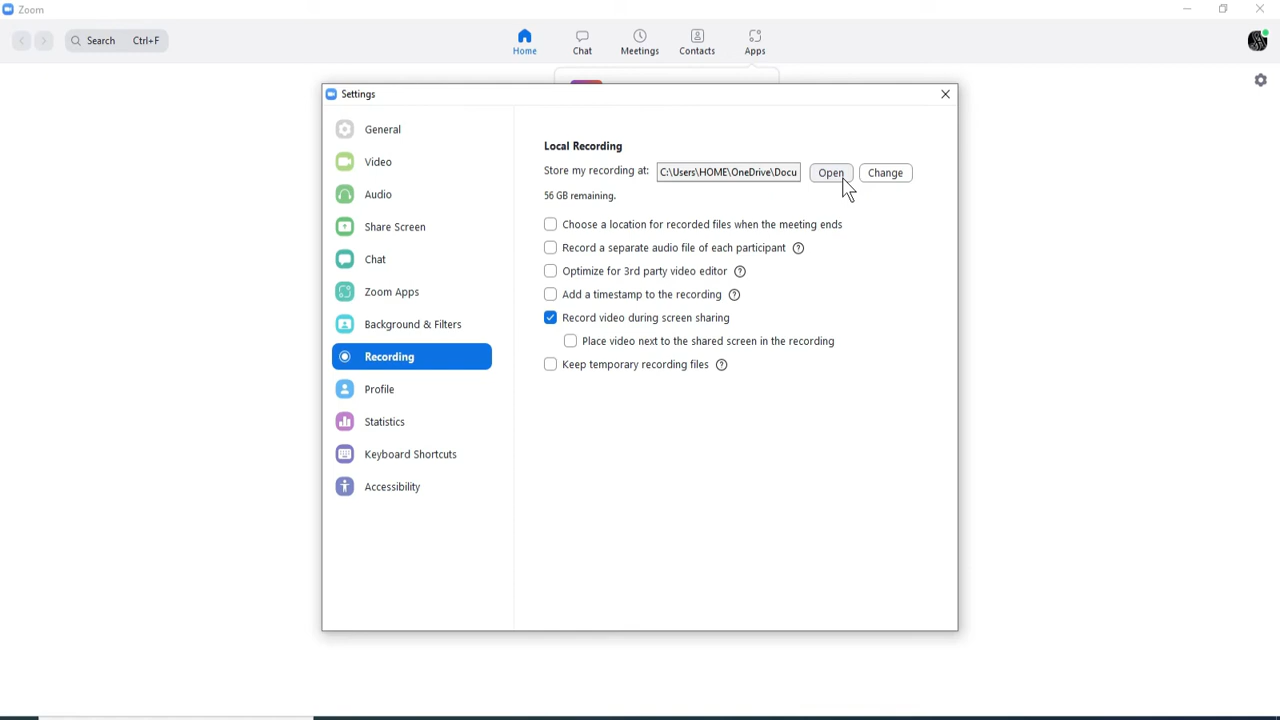 Zoom
Search Ctrl+F
Home
Chat
Meetings
Contacts
Apps
Settings
General
Video
Audio
Share Screen
Chat
Zoom Apps
Background & Filters
Recording
Profile
Statistics
Keyboard Shortcuts
Accessibility
Local Recording
Store my recording at: C:\Users\HOME\OneDrive\Docu Open Change
56 GB remaining.
Choose a location for recorded files when the meeting ends
Record a separate audio file of each participant ?
Optimize for 3rd party video editor ?
Add a timestamp to the recording ?
Record video during screen sharing
Place video next to the shared screen in the recording
Keep temporary recording files ?